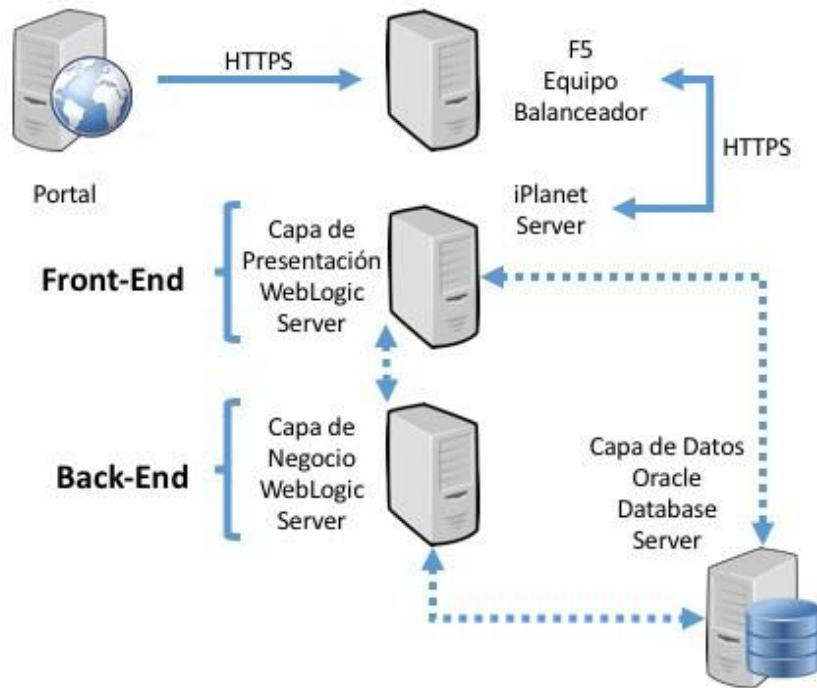 HTTPS
F5
Equipo
Balanceador
HTTPS
Portal
iPlanet
Server
Front-End
Capa de
Presentación
WebLogic
Server
Back-End
Capa de
Negocio
WebLogic
Server
Capa de Datos
Oracle
Database
Server